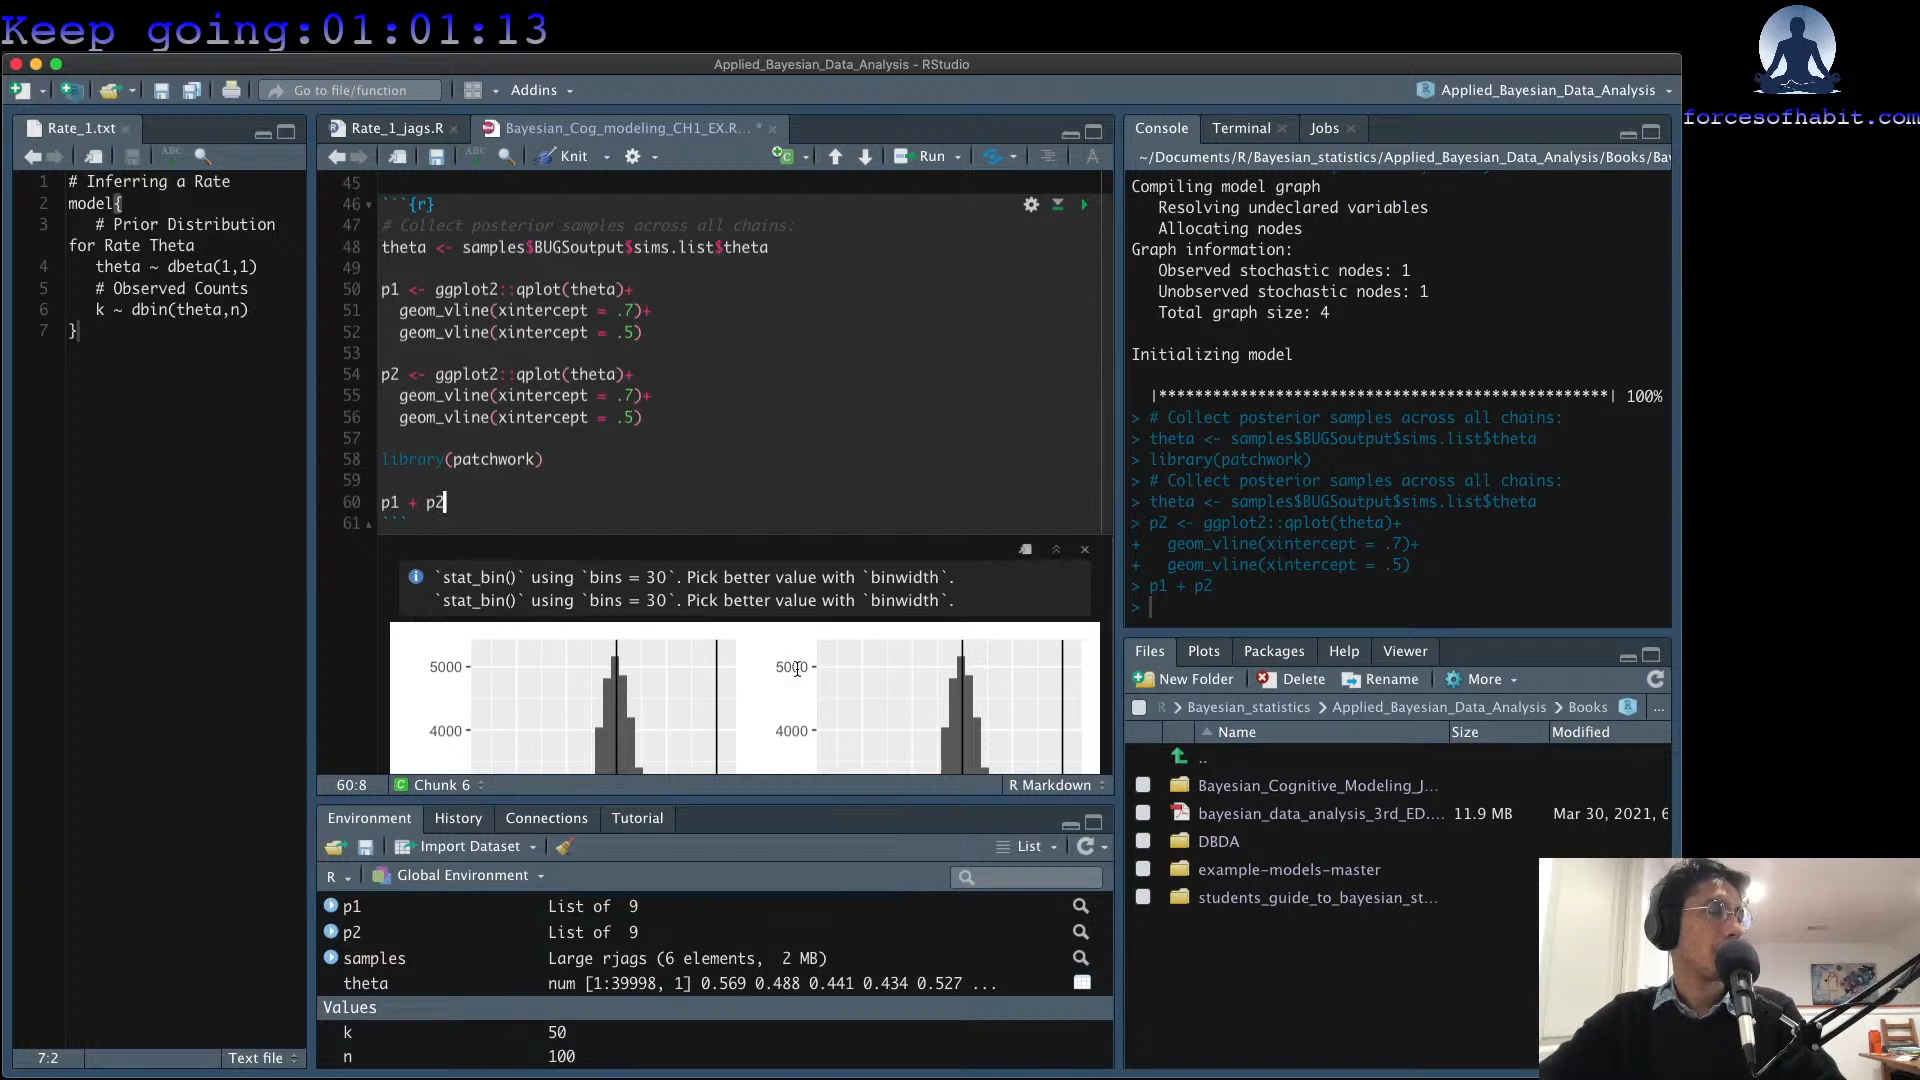 Keep going:01:01:13
forcesofhabit.com
Applied_Bayesian_Data_Analysis - RStudio
Go to file/function
Addins
Applied_Bayesian_Data_Analysis
Rate_1.txt
1 # Inferring a Rate
2 model{
3 # Prior Distribution
for Rate Theta
4 theta ~ dbeta(1,1)
5 # Observed Counts
6 k ~ dbin(theta,n)
7 }
7:2
Text file
Rate_1_jags.R
Bayesian_Cog_modeling_CH1_EX.R... *
ABC
Knit
Run
45
46 ```{r}
47 # Collect posterior samples across all chains:
48 theta <- samples$BUGSoutput$sims.list$theta
49
50 p1 <- ggplot2::qplot(theta)+
51 geom_vline(xintercept = .7)+
52 geom_vline(xintercept = .5)
53
54 p2 <- ggplot2::qplot(theta)+
55 geom_vline(xintercept = .7)+
56 geom_vline(xintercept = .5)
57
58 library(patchwork)
59
60 p1 + p2
61 ```
`stat_bin()` using `bins = 30`. Pick better value with `binwidth`.
`stat_bin()` using `bins = 30`. Pick better value with `binwidth`.
5000 5000
4000 4000
60:8
Chunk 6
R Markdown
Environment History Connections Tutorial
Import Dataset
List
R Global Environment
p1 List of 9
p2 List of 9
samples Large rjags (6 elements, 2 MB)
theta num [1:39998, 1] 0.569 0.488 0.441 0.434 0.527 ...
Values
k 50
n 100
Console Terminal Jobs
~/Documents/R/Bayesian_statistics/Applied_Bayesian_Data_Analysis/Books/Bay
Compiling model graph
Resolving undeclared variables
Allocating nodes
Graph information:
Observed stochastic nodes: 1
Unobserved stochastic nodes: 1
Total graph size: 4
Initializing model
|**************************************************| 100%
> # Collect posterior samples across all chains:
> theta <- samples$BUGSoutput$sims.list$theta
> library(patchwork)
> # Collect posterior samples across all chains:
> theta <- samples$BUGSoutput$sims.list$theta
> p2 <- ggplot2::qplot(theta)+
+ geom_vline(xintercept = .7)+
+ geom_vline(xintercept = .5)
> p1 + p2
>
Files Plots Packages Help Viewer
New Folder Delete Rename More
R > Bayesian_statistics > Applied_Bayesian_Data_Analysis > Books ...
Name Size Modified
..
Bayesian_Cognitive_Modeling_J...
bayesian_data_analysis_3rd_ED.... 11.9 MB Mar 30, 2021, 6
DBDA
example-models-master
students_guide_to_bayesian_st...